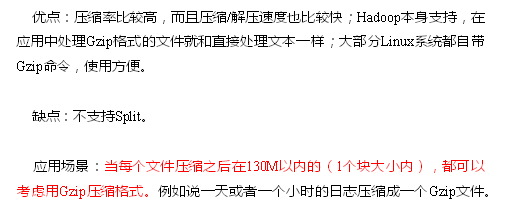 优点：压缩率比较高，而且压缩/解压速度也比较快；Hadoop本身支持，在
应用中处理Gzip格式的文件就和直接处理文本一样；大部分Linux系统都自带
Gzip命令，使用方便。
缺点：不支持Split。
应用场景：当每个文件压缩之后在130M以内的（1个块大小内），都可以
考虑用Gzip压缩格式。例如说一天或者一个小时的日志压缩成一个Gzip文件。